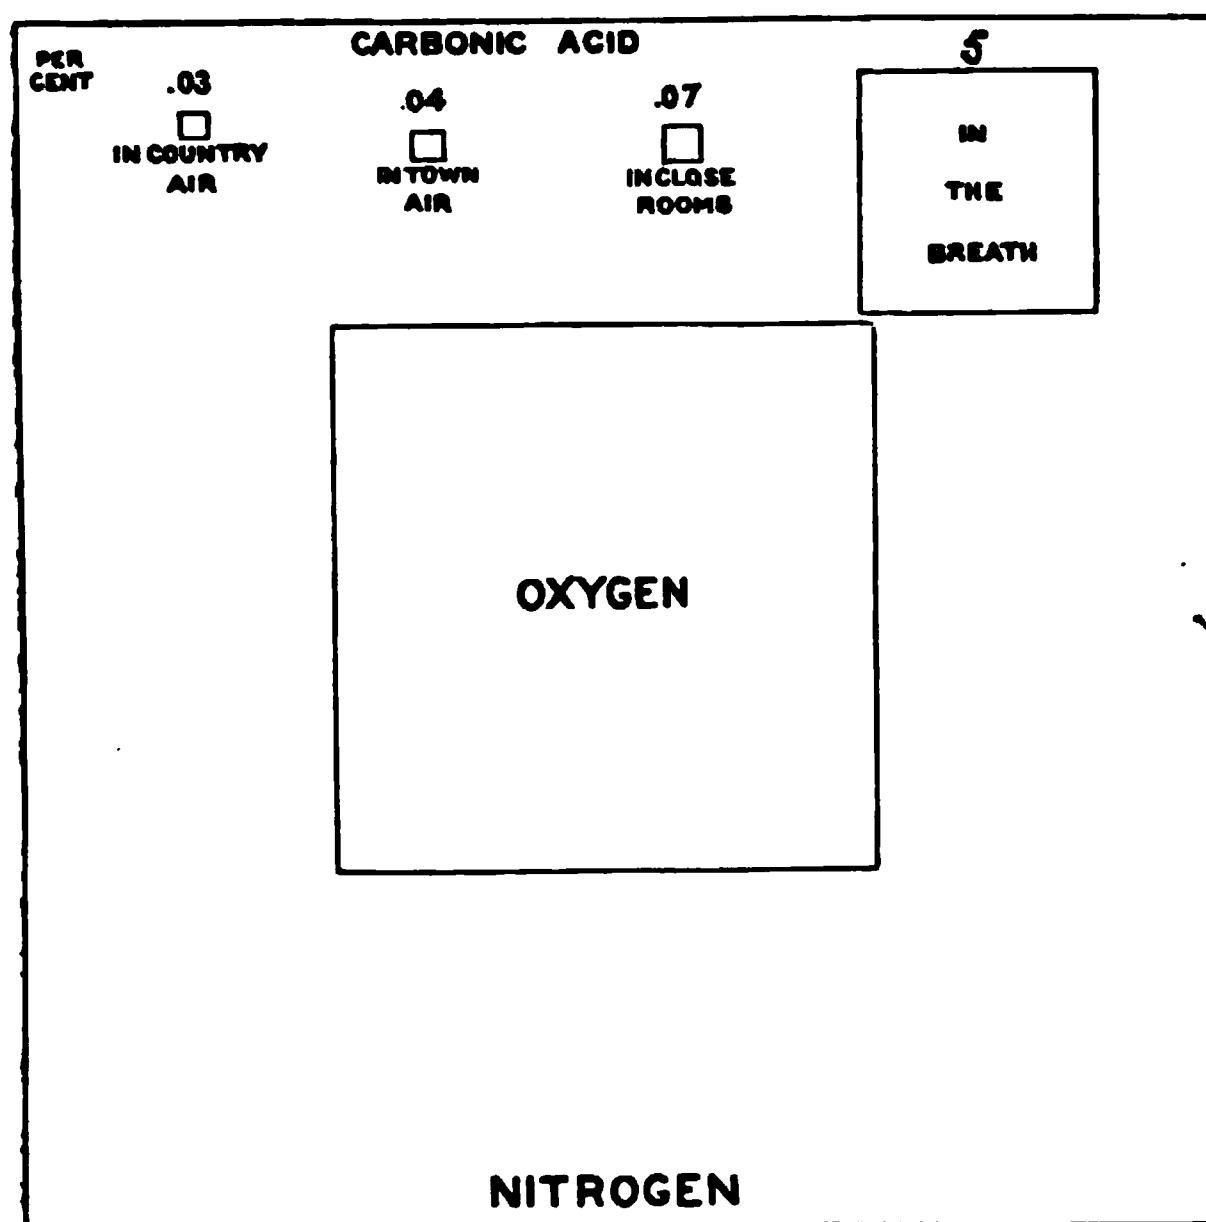 CARBONIC ACID
PER
CENT
.03
IN COUNTRY
AIR
.04
IN TOWN
AIR
.07
IN CLOSE
ROOMS
5
IN
THE
BREATH
OXYGEN
NITROGEN